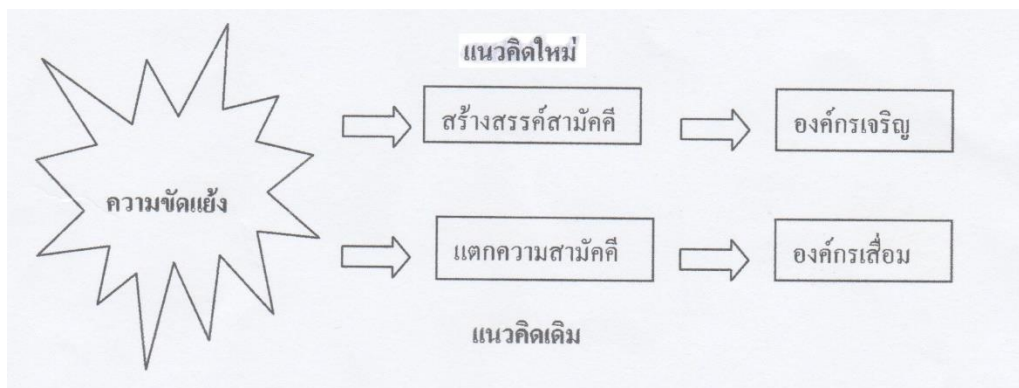 แนวคิดใหม่
สร้างสรรค์สามัคคี
องค์กรเจริญ
ความขัดแย้ง
แตกความสามัคคี
องค์กรเสื่อม
แนวคิดเดิม